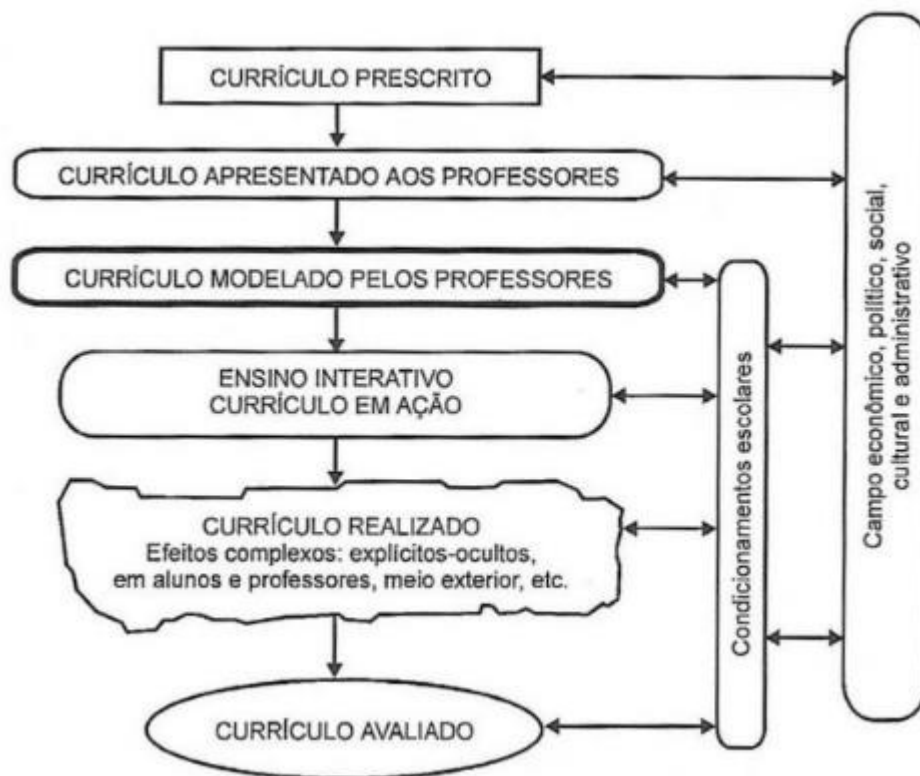 CURRÍCULO PRESCRITO
CURRÍCULO APRESENTADO AOS PROFESSORES
CURRÍCULO MODELADO PELOS PROFESSORES
ENSINO INTERATIVO
CURRÍCULO EM AÇÃO
CURRÍCULO REALIZADO
Efeitos complexos: explícitos-ocultos,
em alunos e professores, meio exterior, etc.
CURRÍCULO AVALIADO
Condicionamentos escolares
Campo econômico, político, social,
cultural e administrativo